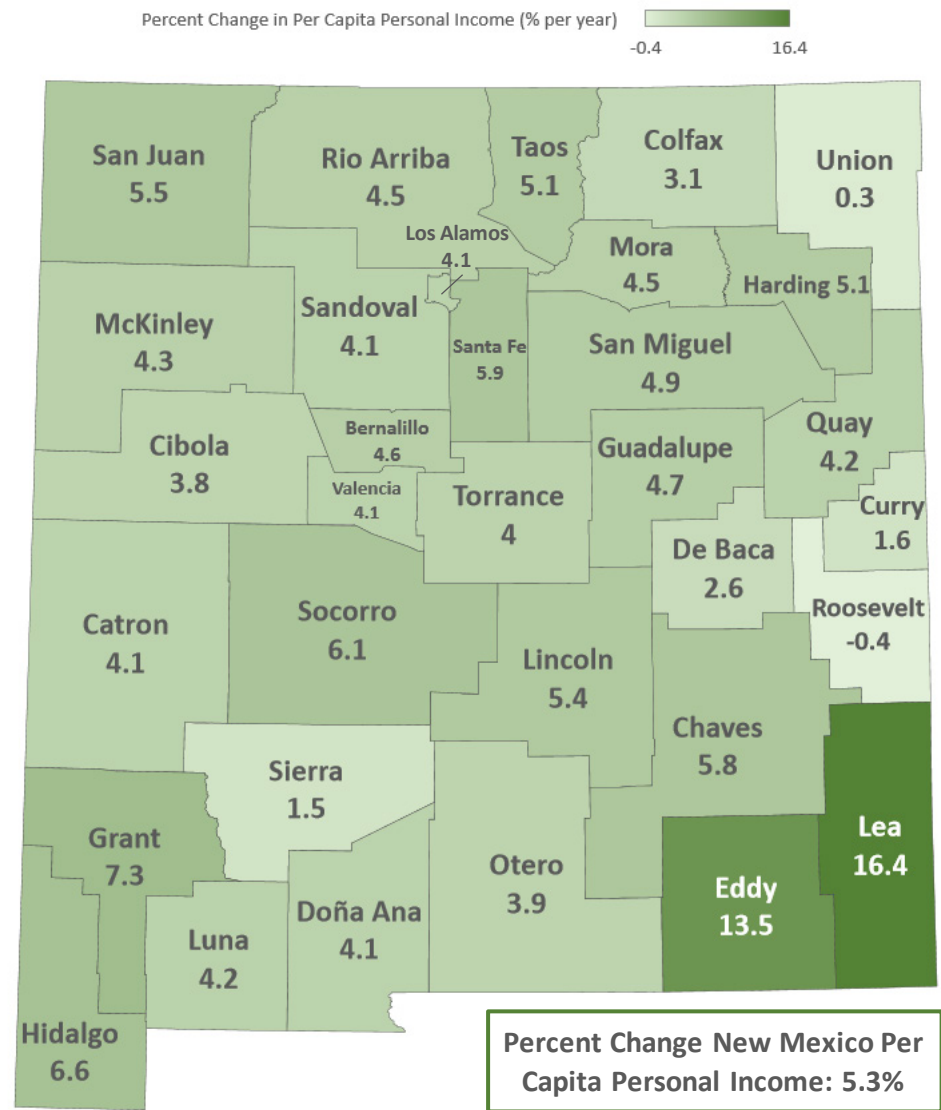 Percent Change in Per Capita Personal Income (% per year)
-0.4
16.4
San Juan
5.5
Rio Arriba
4.5
Taos
5.1
Colfax
3.1
Union
0.3
Los Alamos
4.1
Mora
4.5
Harding 5.1
McKinley
4.3
Sandoval
4.1
Santa Fe
5.9
San Miguel
4.9
Quay
4.2
Cibola
3.8
Bernalillo
4.6
Valencia
4.1
Torrance
4
Guadalupe
4.7
Curry
1.6
De Baca
2.6
Roosevelt
-0.4
Catron
4.1
Socorro
6.1
Lincoln
5.4
Chaves
5.8
Sierra
1.5
Grant
7.3
Otero
3.9
Lea
16.4
Eddy
13.5
Luna
4.2
Doña Ana
4.1
Hidalgo
6.6
Percent Change New Mexico Per
Capita Personal Income: 5.3%